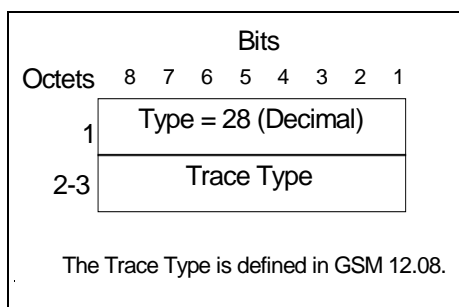 Bits
Octets 8 7 6 5 4 3 2 1
1 Type = 28 (Decimal)
2-3 Trace Type
The Trace Type is defined in GSM 12.08.